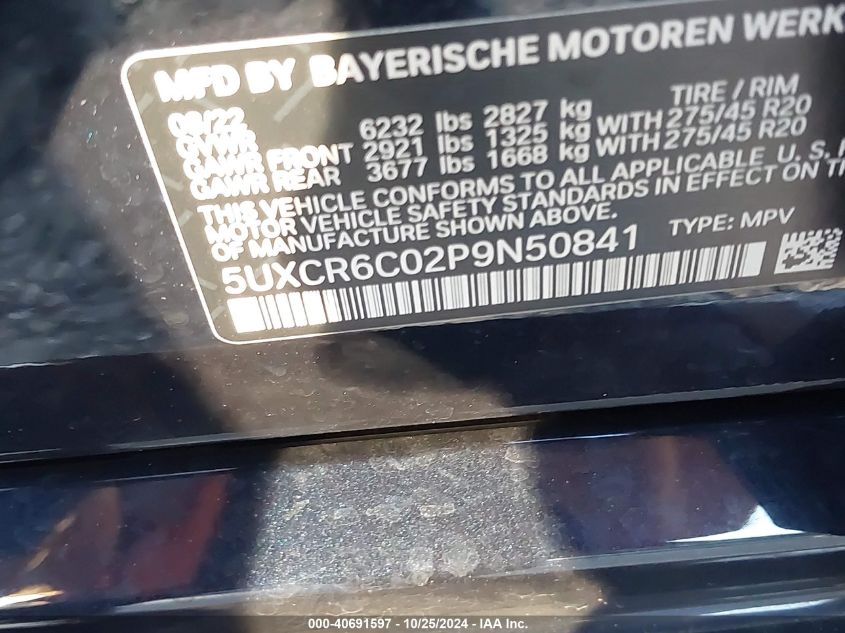 MFD BY BAYERISCHE MOTOREN WERK
08/22 TIRE / RIM
GVWR 6232 lbs 2827 kg
GAWR FRONT 2921 lbs 1325 kg WITH 275/45 R20
GAWR REAR 3677 lbs 1668 kg WITH 275/45 R20
THIS VEHICLE CONFORMS TO ALL APPLICABLE U. S.
MOTOR VEHICLE SAFETY STANDARDS IN EFFECT ON
OF MANUFACTURE SHOWN ABOVE.
5UXCR6C02P9N50841 TYPE: MPV
000-40691597 - 10/25/2024 - IAA Inc.